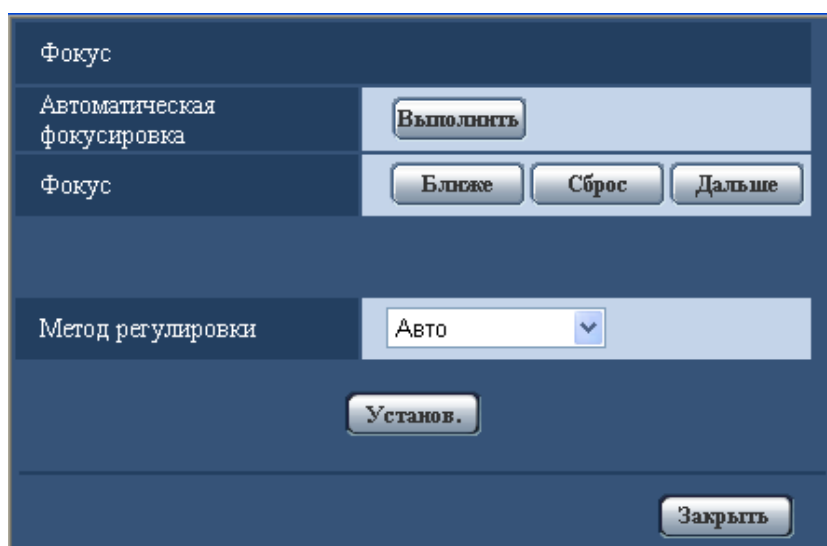 Фокус
Автоматическая
фокусировка
Выполнить
Фокус
Ближе
Сброс
Дальше
Метод регулировки
Авто
Установ.
Закрыть